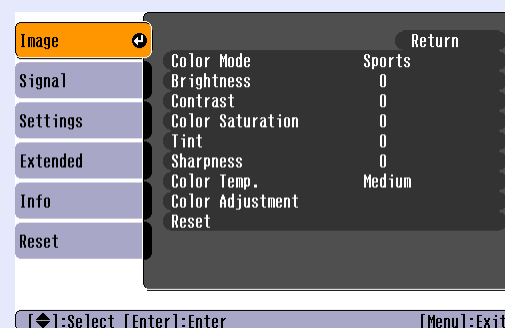 Image
Signal
Settings
Extended
Info
Reset
Return
Color Mode Sports
Brightness 0
Contrast 0
Color Saturation 0
Tint 0
Sharpness 0
Color Temp. Medium
Color Adjustment
Reset
[◆]:Select [Enter]:Enter [Menu]:Exit